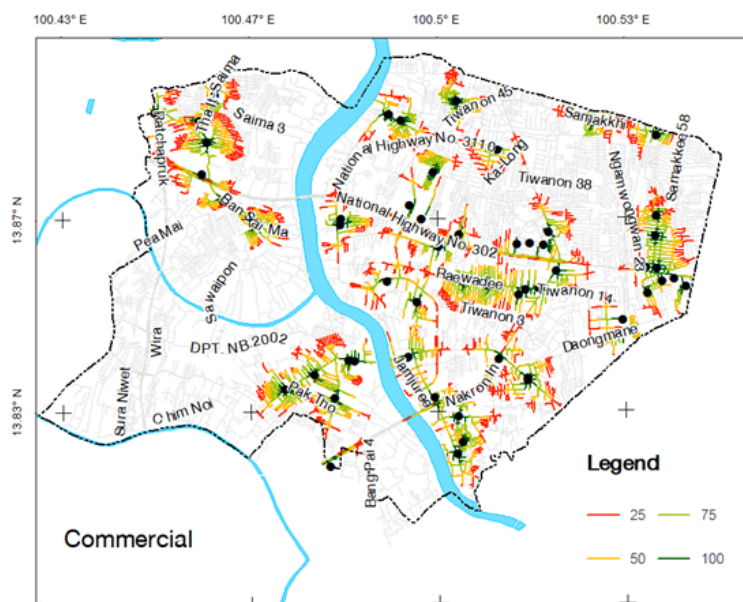 100.43° E
100.47° E
100.5° E
100.53° E
Tiwanon 45
Samakkhi
Saima 3
Ratchapruk
National Highway No. 3110
Ka-Long
Samakkee 58
Tiwanon 38
Ngamwongwan-23
13.87° N
Ban Sai Ma
National Highway No. 302
Pea Mai
Sawaipon
Raewadee
Tiwanon 14
Tiwanon 3
DPT. NB.2002
Wira
Daongmane
Jamjuree
Nakron In
Pak Tho
13.83° N
Surra Niwet
Chim Noi
Bang-Pai 4
Legend
25
75
50
100
Commercial